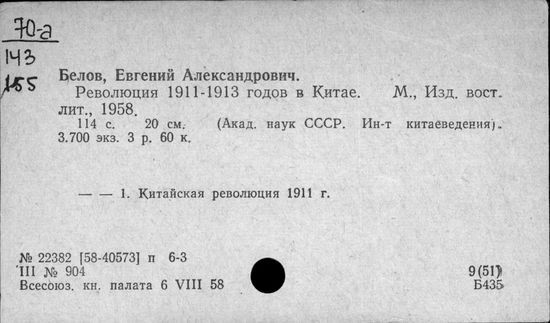 70-а
143
155
Белов, Евгений Александрович.
Революция 1911-1913 годов в Китае. М., Изд. вост.
лит., 1958.
114 с. 20 см. (Акад. наук СССР. Ин-т китаеведения).
3.700 экз. 3 р. 60 к.
— — 1. Китайская революция 1911 г.
№ 22382 [58-40573] п 6-3
III № 904
9(51)
Всесоюз. кн. палата 6 VIII 58
Б435